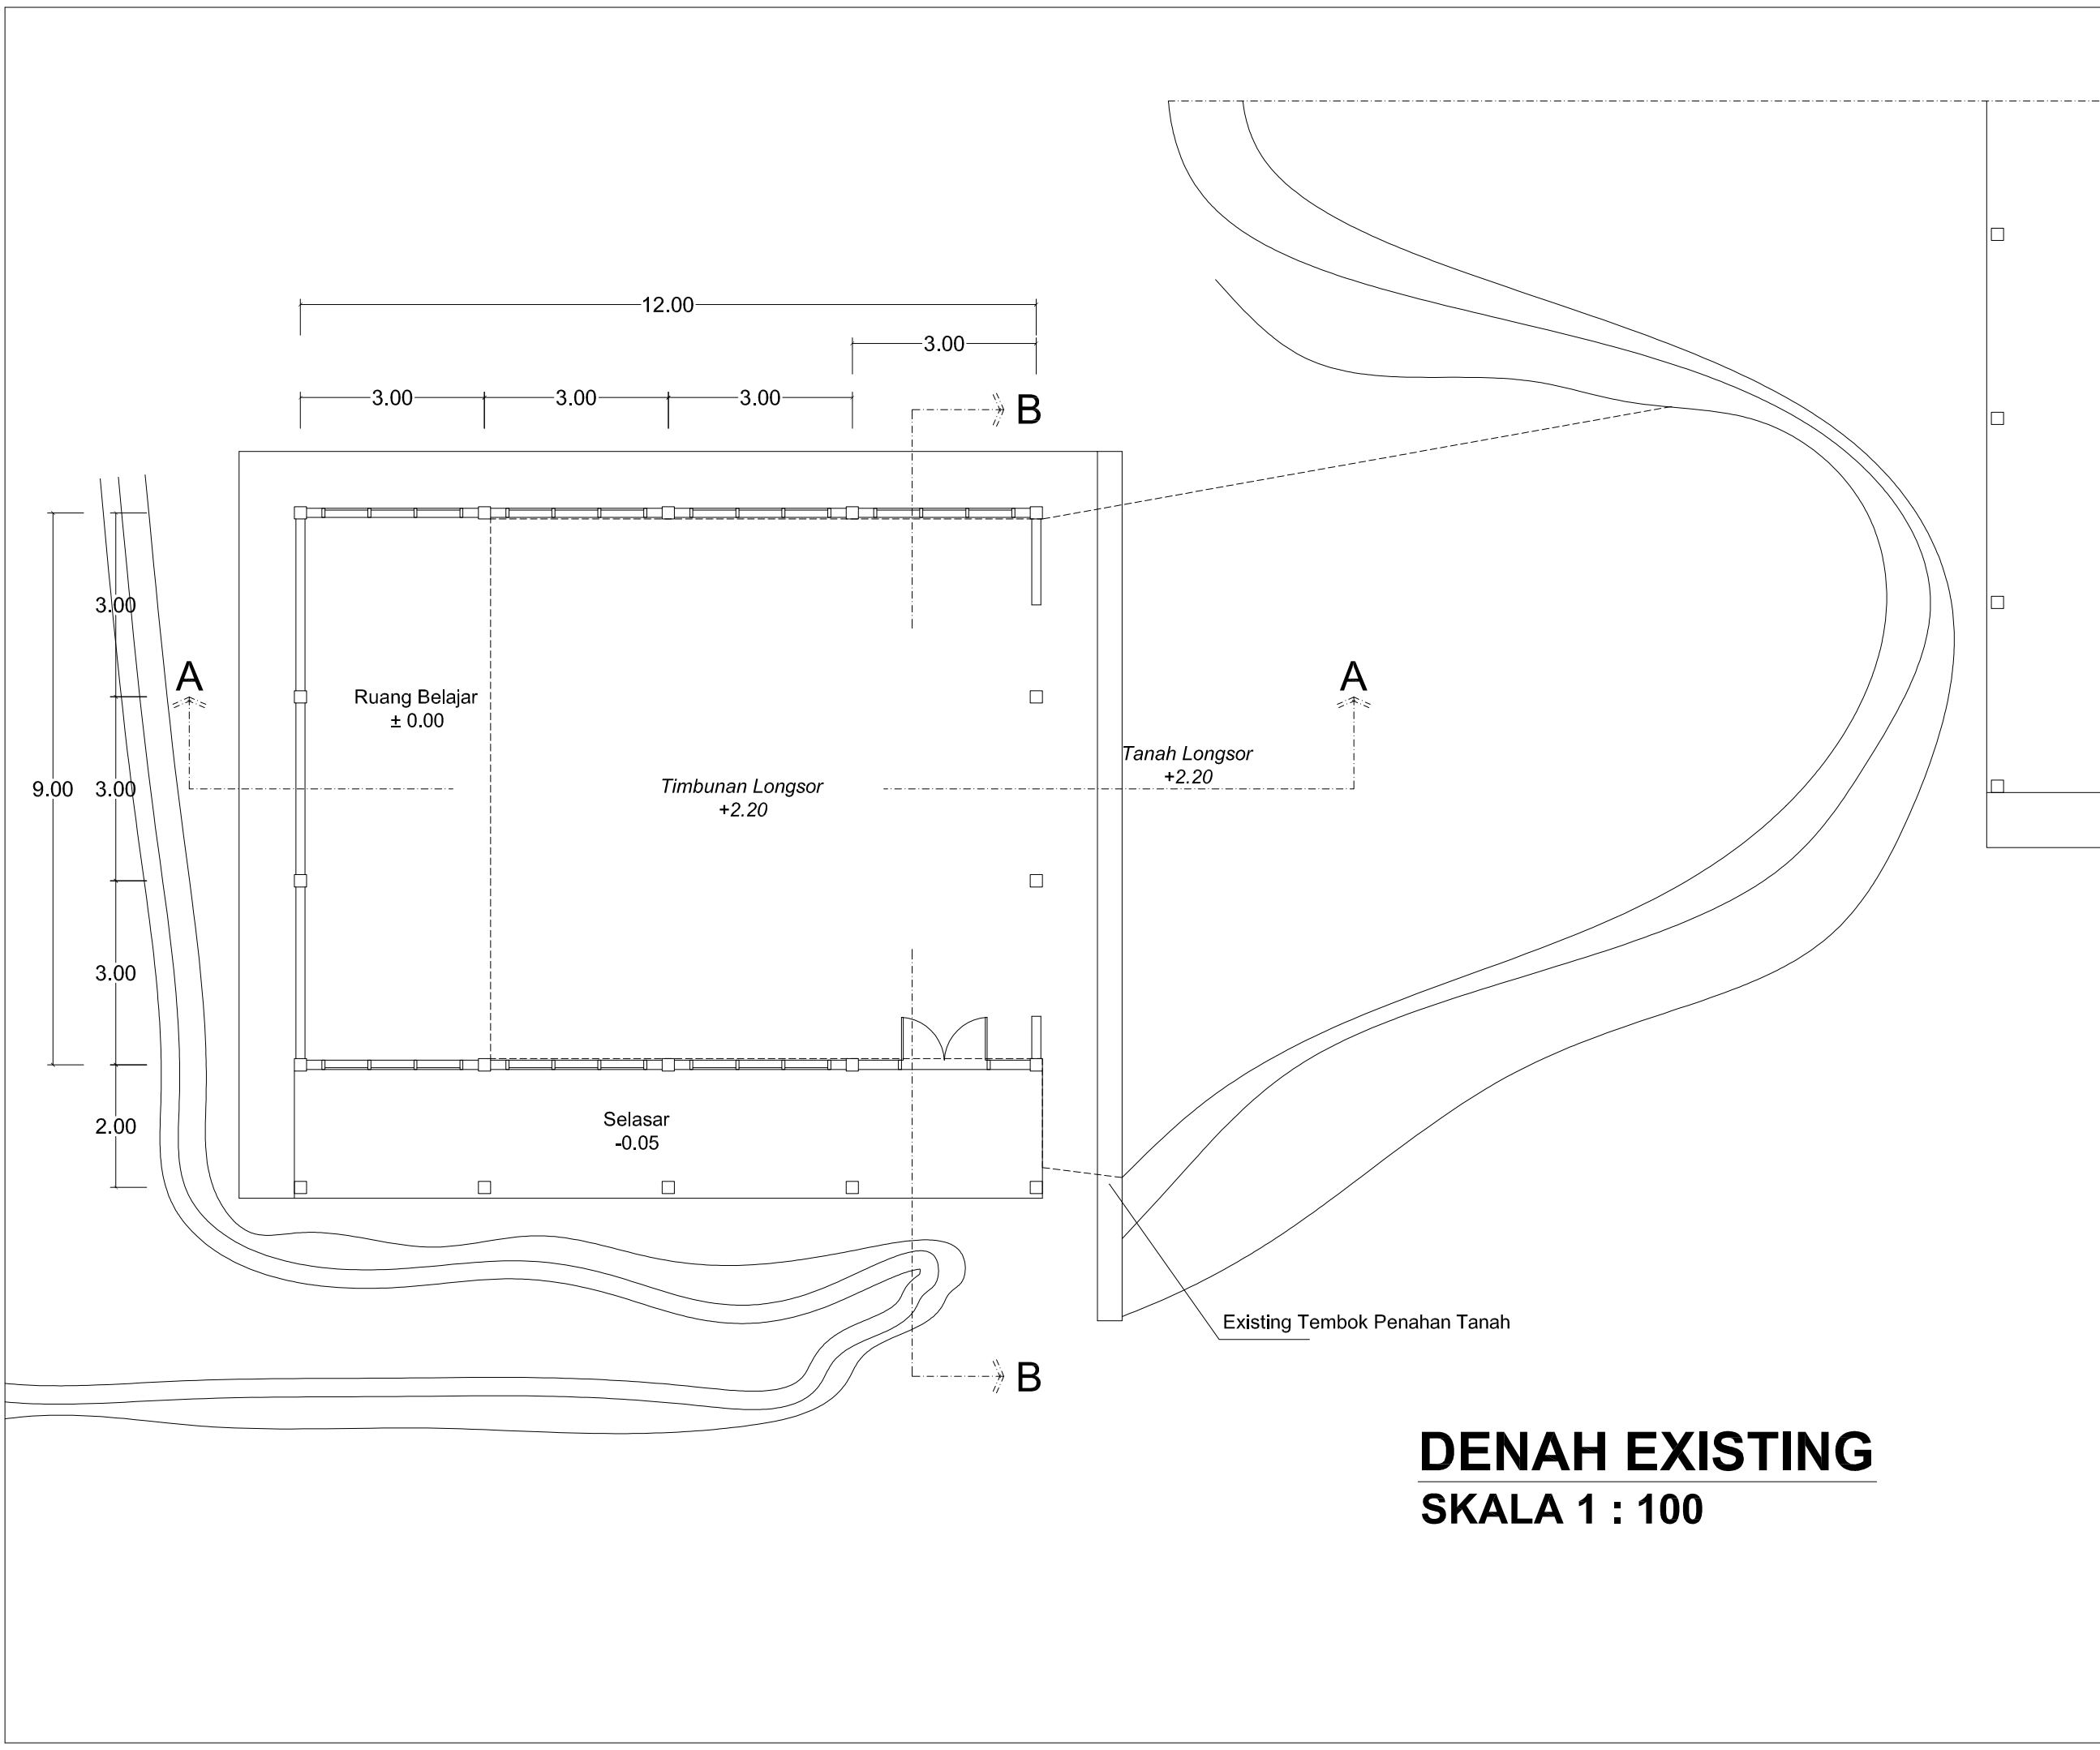 12.00
3.00
3.00
3.00
3.00
B
3.00
A
A
Ruang Belajar
± 0.00
Tanah Longsor
+2.20
9.00
3.00
Timbunan Longsor
+2.20
3.00
2.00
Selasar
-0.05
Existing Tembok Penahan Tanah
B
DENAH EXISTING
SKALA 1 : 100